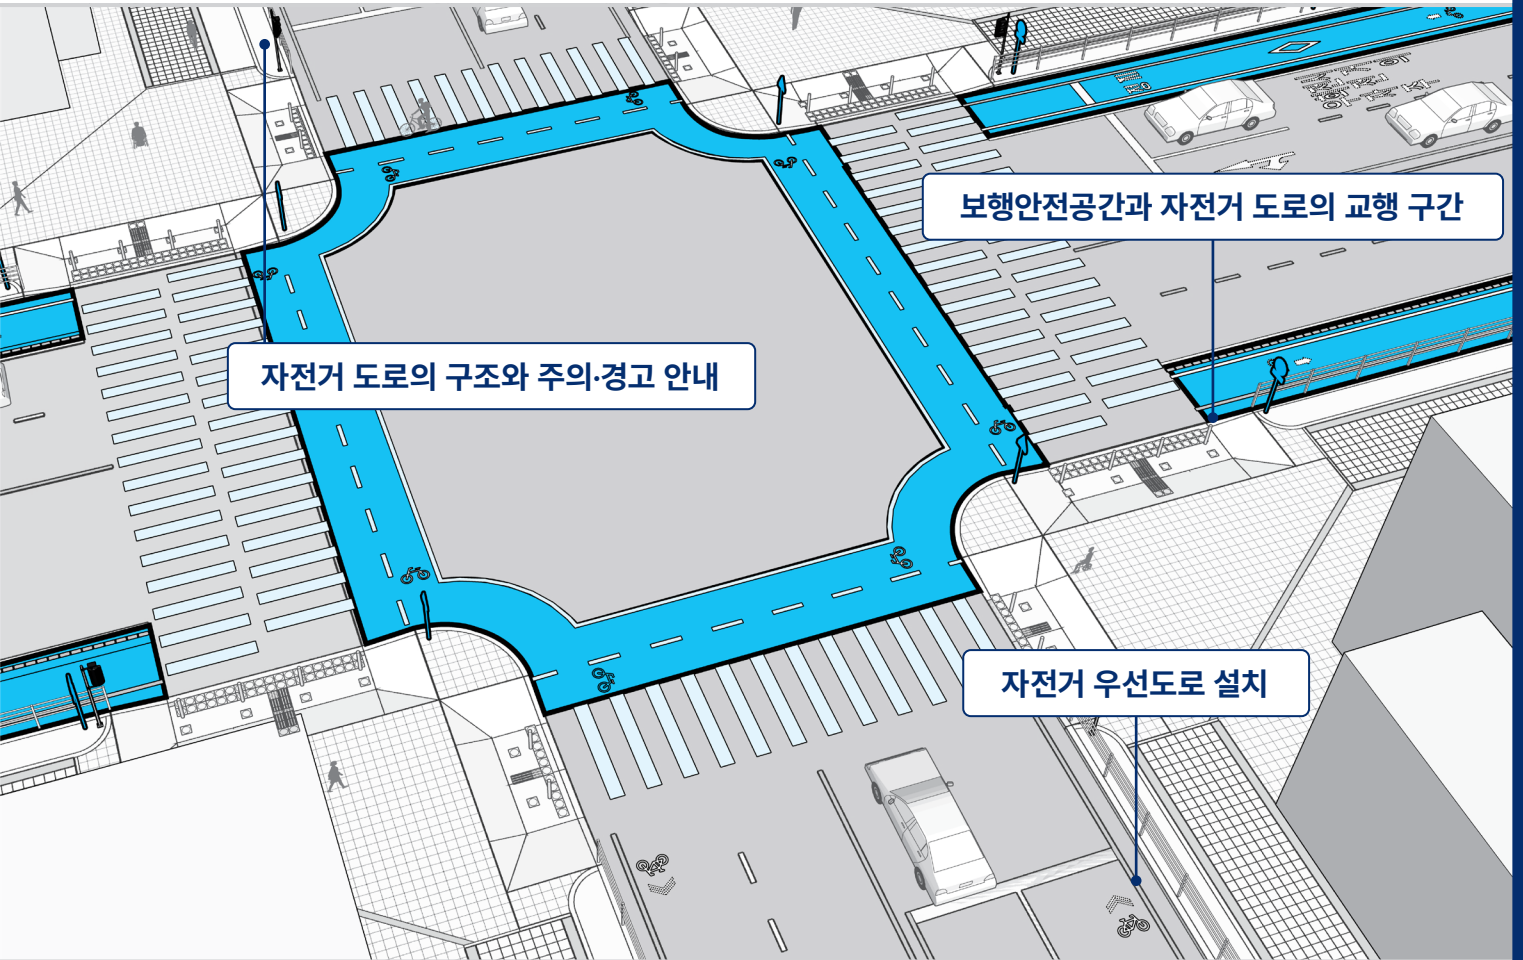 보행안전공간과 자전거 도로의 교행 구간
자전거 도로의 구조와 주의·경고 안내
자전거 우선도로 설치